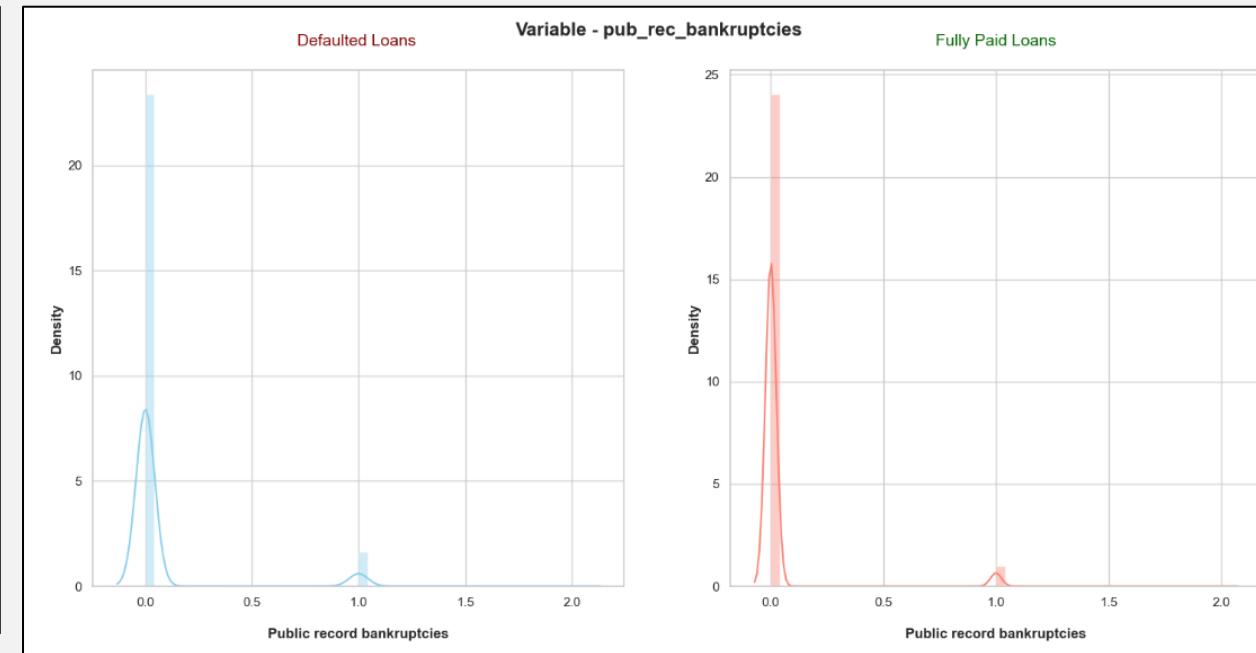 Variable - pub_rec_bankruptcies
Defaulted Loans
Fully Paid Loans
Density
20
15
10
5
0
0.0 0.5 1.0 1.5 2.0
Public record bankruptcies
Density
25
20
15
10
5
0
0.0 0.5 1.0 1.5 2.0
Public record bankruptcies